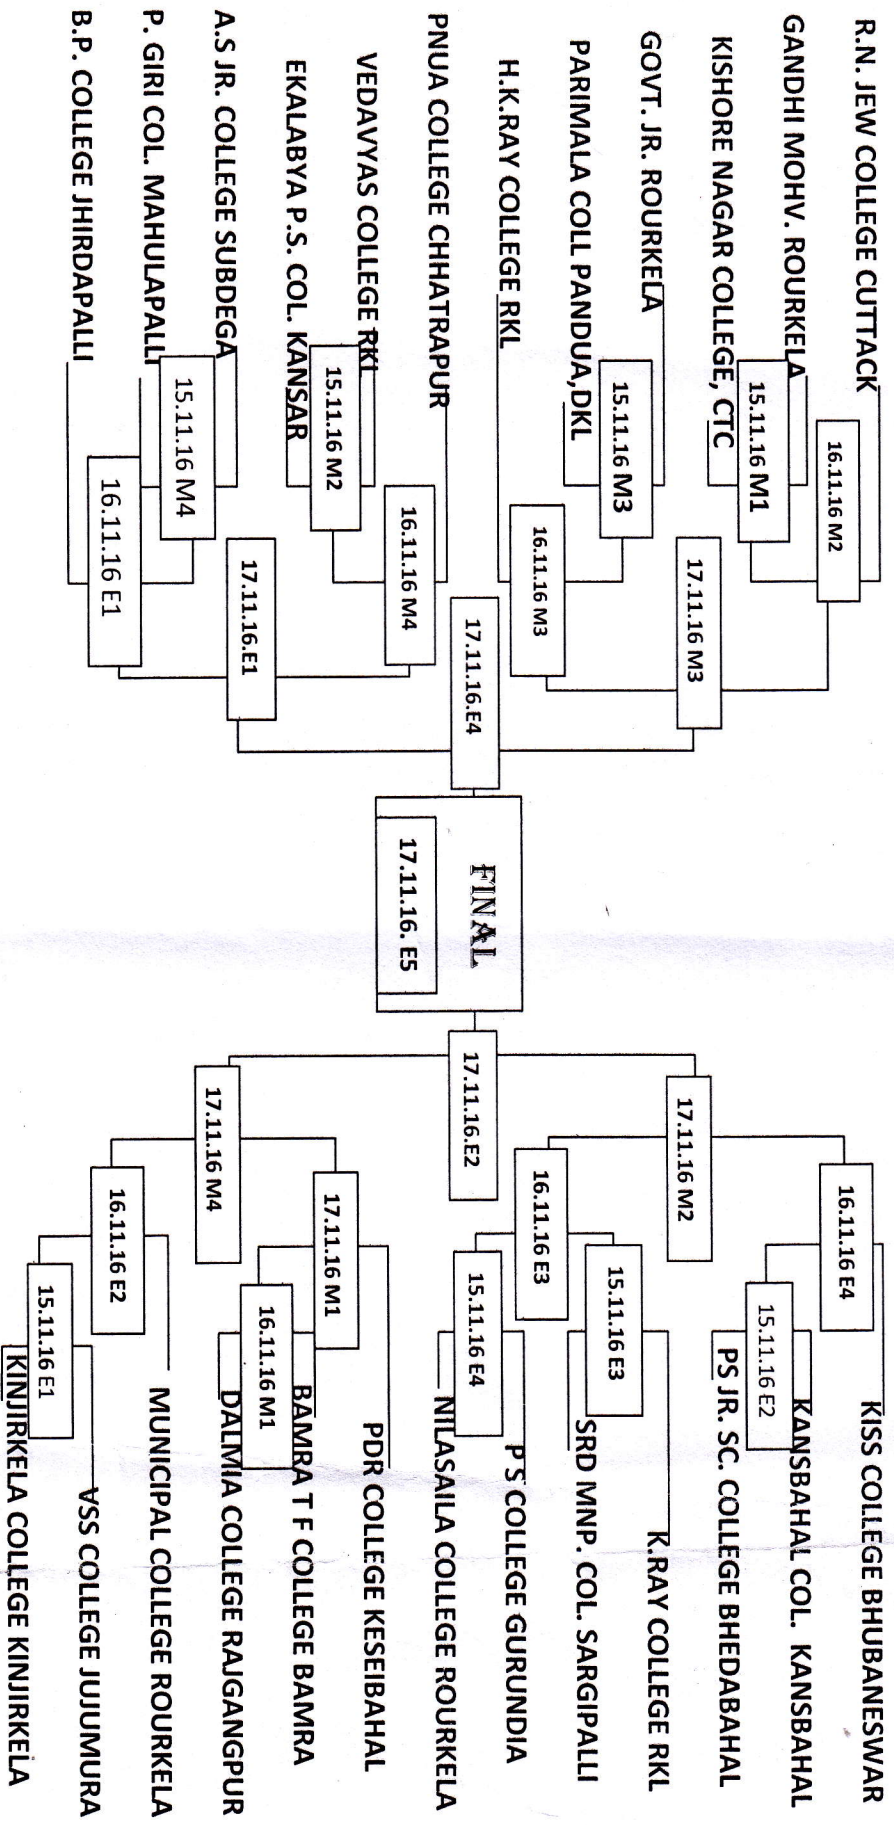 R.N. JEW COLLEGE CUTTACK
GANDHI MOHV. ROURKELA
KISHORE NAGAR COLLEGE, CTC
GOVT. JR. ROURKELA
PARIMALA COLL PANDUA,DKL
H.K.RAY COLLEGE RKL
PNUA COLLEGE CHHATRAPUR
VEDAVYAS COLLEGE RKL
EKALABYA P.S. COL. KANSAR
A.S JR. COLLEGE SUBDEGA
P. GIRI COL. MAHULAPALLI
B.P. COLLEGE JHIRDAPALLI
16.11.16 M2
15.11.16 M1
15.11.16 M3
15.11.16 M2
15.11.16 M4
17.11.16 M3
16.11.16 M3
16.11.16 M4
16.11.16 E1
17.11.16.E1
17.11.16.E4
FINAL
17.11.16. E5
17.11.16.E2
17.11.16 M2
17.11.16 M4
16.11.16 E4
16.11.16 E3
17.11.16 M1
16.11.16 E2
15.11.16 E2
15.11.16 E3
15.11.16 E4
16.11.16 M1
15.11.16 E1
KISS COLLEGE BHUBANESWAR
KANSBAHAL COL. KANSBAHAL
PS JR. SC. COLLEGE BHEDABAHAL
K.RAY COLLEGE RKL
SRD MNP. COL. SARGIPALLI
P S COLLEGE GURUNDIA
NILASAILA COLLEGE ROURKELA
PDR COLLEGE KESEIBAHAL
BAMRA T F COLLEGE BAMRA
DALMIA COLLEGE RAJGANGPUR
MUNICIPAL COLLEGE ROURKELA
VSS COLLEGE JUJUMURA
KINJIRKELA COLLEGE KINJIRKELA